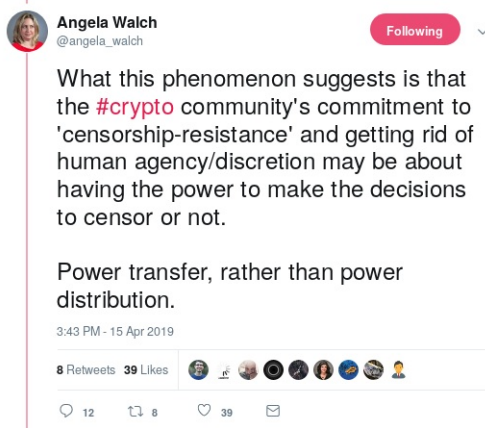 Angela Walch
@angela_walch
Following
What this phenomenon suggests is that
the #crypto community's commitment to
'censorship-resistance' and getting rid of
human agency/discretion may be about
having the power to make the decisions
to censor or not.
Power transfer, rather than power
distribution.
3:43 PM - 15 Apr 2019
8 Retweets 39 Likes
12 8 39